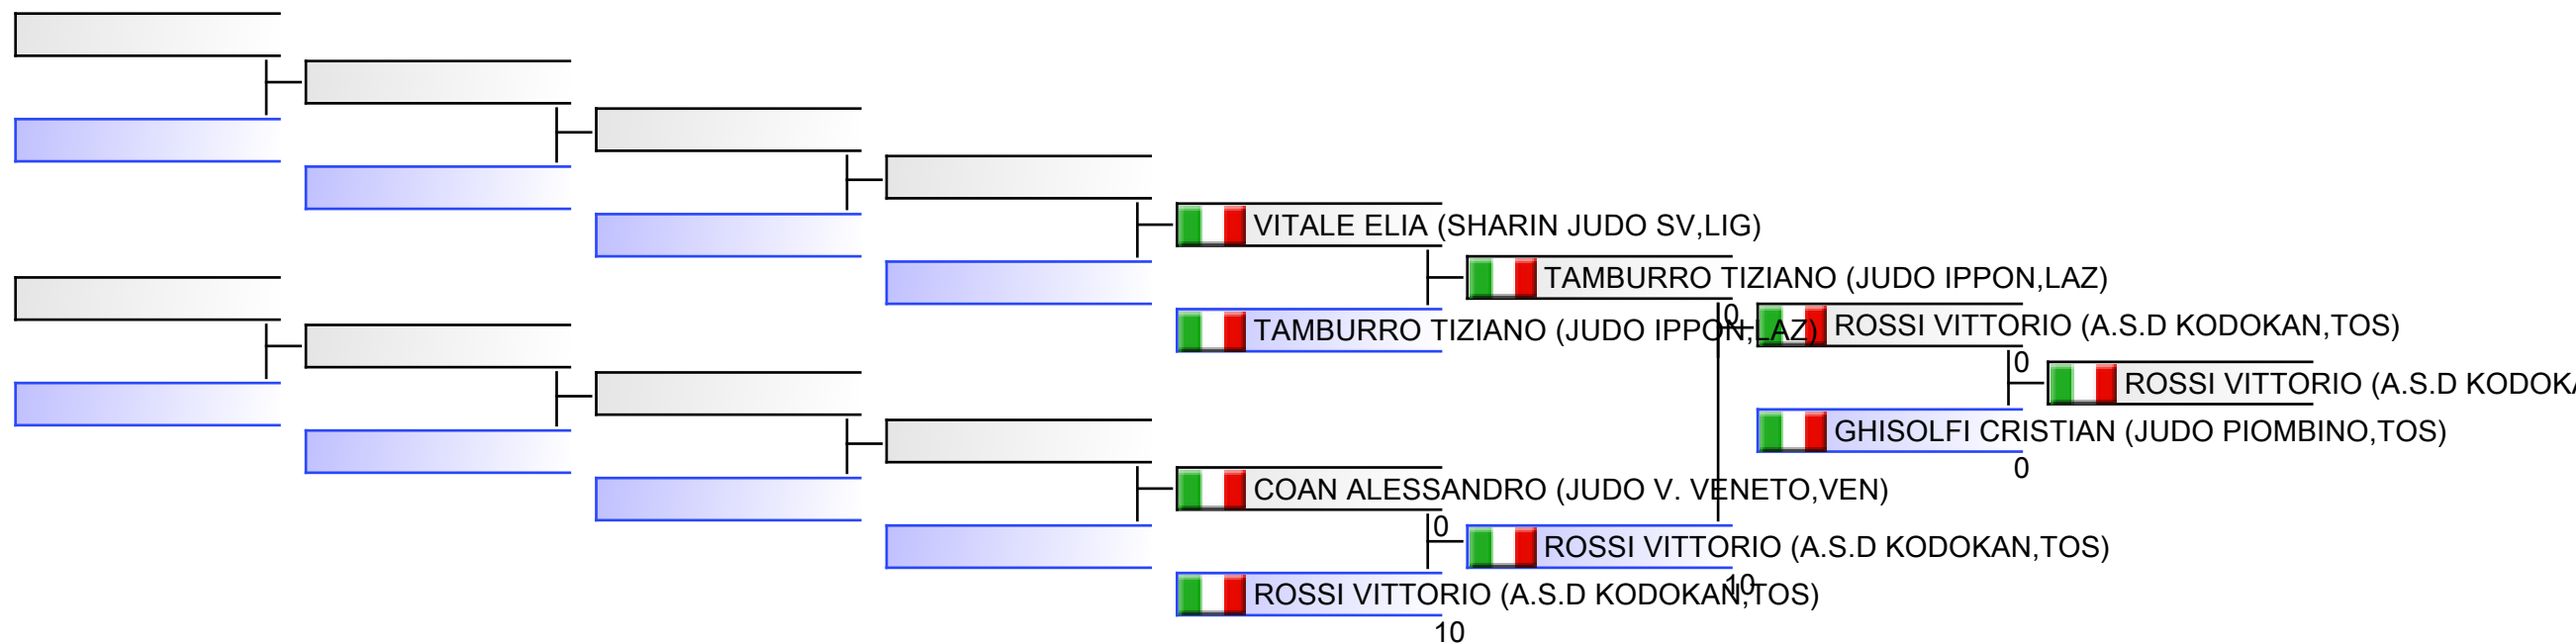 VITALE ELIA (SHARIN JUDO SV,LIG)
TAMBURRO TIZIANO (JUDO IPPON,LAZ)
0
TAMBURRO TIZIANO (JUDO IPPON,LAZ)
ROSSI VITTORIO (A.S.D KODOKAN,TOS)
0
ROSSI VITTORIO (A.S.D KODOKA
GHISOLFI CRISTIAN (JUDO PIOMBINO,TOS)
0
COAN ALESSANDRO (JUDO V. VENETO,VEN)
0
ROSSI VITTORIO (A.S.D KODOKAN,TOS)
10
ROSSI VITTORIO (A.S.D KODOKAN,TOS)
10